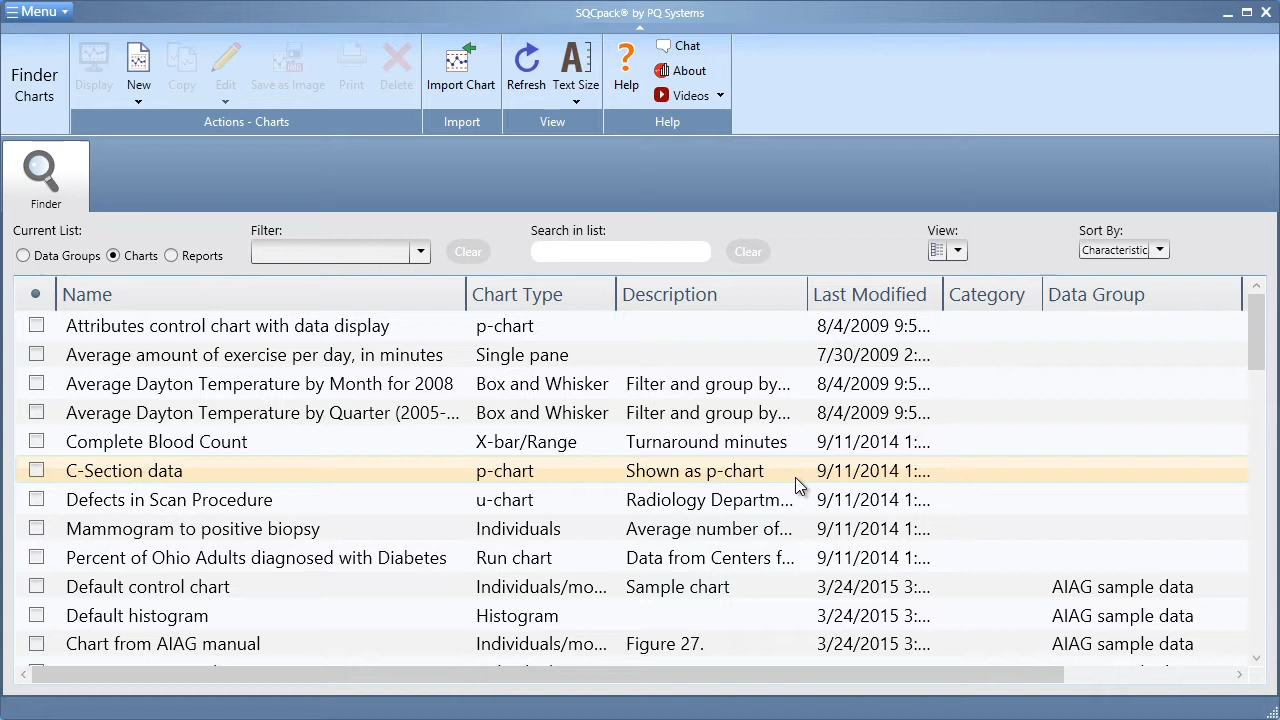 Menu
SQCpack® by PQ Systems
Finder
Charts
Display
New
Copy
Edit
Save as Image
Print
Delete
Actions - Charts
Import Chart
Import
Refresh
Text Size
View
Help
Chat
About
Videos
Help
Finder
Current List:
Data Groups
Charts
Reports
Filter:
Clear
Search in list:
Clear
View:
Sort By:
Characteristic
Name Chart Type Description Last Modified Category Data Group
Attributes control chart with data display p-chart 8/4/2009 9:5...
Average amount of exercise per day, in minutes Single pane 7/30/2009 2:...
Average Dayton Temperature by Month for 2008 Box and Whisker Filter and group by... 8/4/2009 9:5...
Average Dayton Temperature by Quarter (2005-... Box and Whisker Filter and group by... 8/4/2009 9:5...
Complete Blood Count X-bar/Range Turnaround minutes 9/11/2014 1:...
C-Section data p-chart Shown as p-chart 9/11/2014 1:...
Defects in Scan Procedure u-chart Radiology Departm... 9/11/2014 1:...
Mammogram to positive biopsy Individuals Average number of... 9/11/2014 1:...
Percent of Ohio Adults diagnosed with Diabetes Run chart Data from Centers f... 9/11/2014 1:...
Default control chart Individuals/mo... Sample chart 3/24/2015 3:... AIAG sample data
Default histogram Histogram 3/24/2015 3:... AIAG sample data
Chart from AIAG manual Individuals/mo... Figure 27. 3/24/2015 3:... AIAG sample data